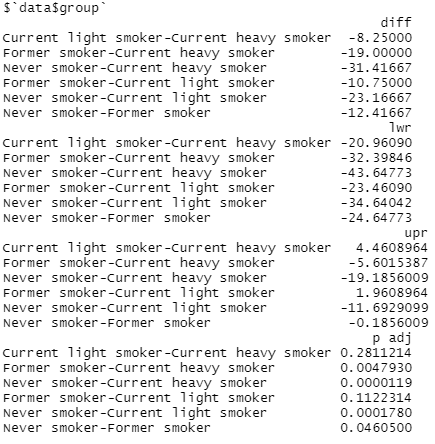 $`data$group`
diff
Current light smoker-Current heavy smoker -8.25000
Former smoker-Current heavy smoker -19.00000
Never smoker-Current heavy smoker -31.41667
Former smoker-Current light smoker -10.75000
Never smoker-Current light smoker -23.16667
Never smoker-Former smoker -12.41667
lwr
Current light smoker-Current heavy smoker -20.96090
Former smoker-Current heavy smoker -32.39846
Never smoker-Current heavy smoker -43.64773
Former smoker-Current light smoker -23.46090
Never smoker-Current light smoker -34.64042
Never smoker-Former smoker -24.64773
upr
Current light smoker-Current heavy smoker 4.4608964
Former smoker-Current heavy smoker -5.6015387
Never smoker-Current heavy smoker -19.1856009
Former smoker-Current light smoker 1.9608964
Never smoker-Current light smoker -11.6929099
Never smoker-Former smoker -0.1856009
p adj
Current light smoker-Current heavy smoker 0.2811214
Former smoker-Current heavy smoker 0.0047930
Never smoker-Current heavy smoker 0.0000119
Former smoker-Current light smoker 0.1122314
Never smoker-Current light smoker 0.0001780
Never smoker-Former smoker 0.0460500